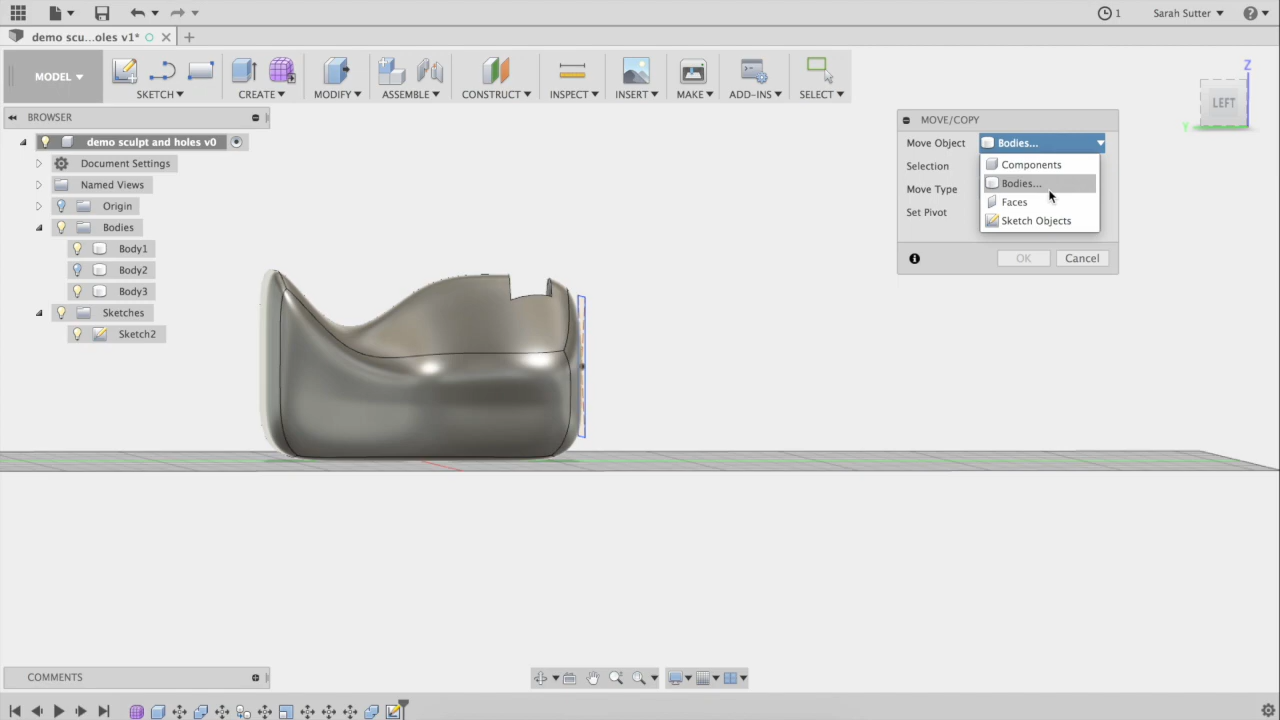 1
Sarah Sutter
demo scu...oles v1*
MODEL
SKETCH
CREATE
MODIFY
ASSEMBLE
CONSTRUCT
INSPECT
INSERT
MAKE
ADD-INS
SELECT
BROWSER
demo sculpt and holes v0
Document Settings
Named Views
Origin
Bodies
Body1
Body2
Body3
Sketches
Sketch2
MOVE/COPY
Move Object
Bodies...
Selection
Move Type
Set Pivot
Components
Bodies...
Faces
Sketch Objects
OK
Cancel
Z
LEFT
Y
COMMENTS